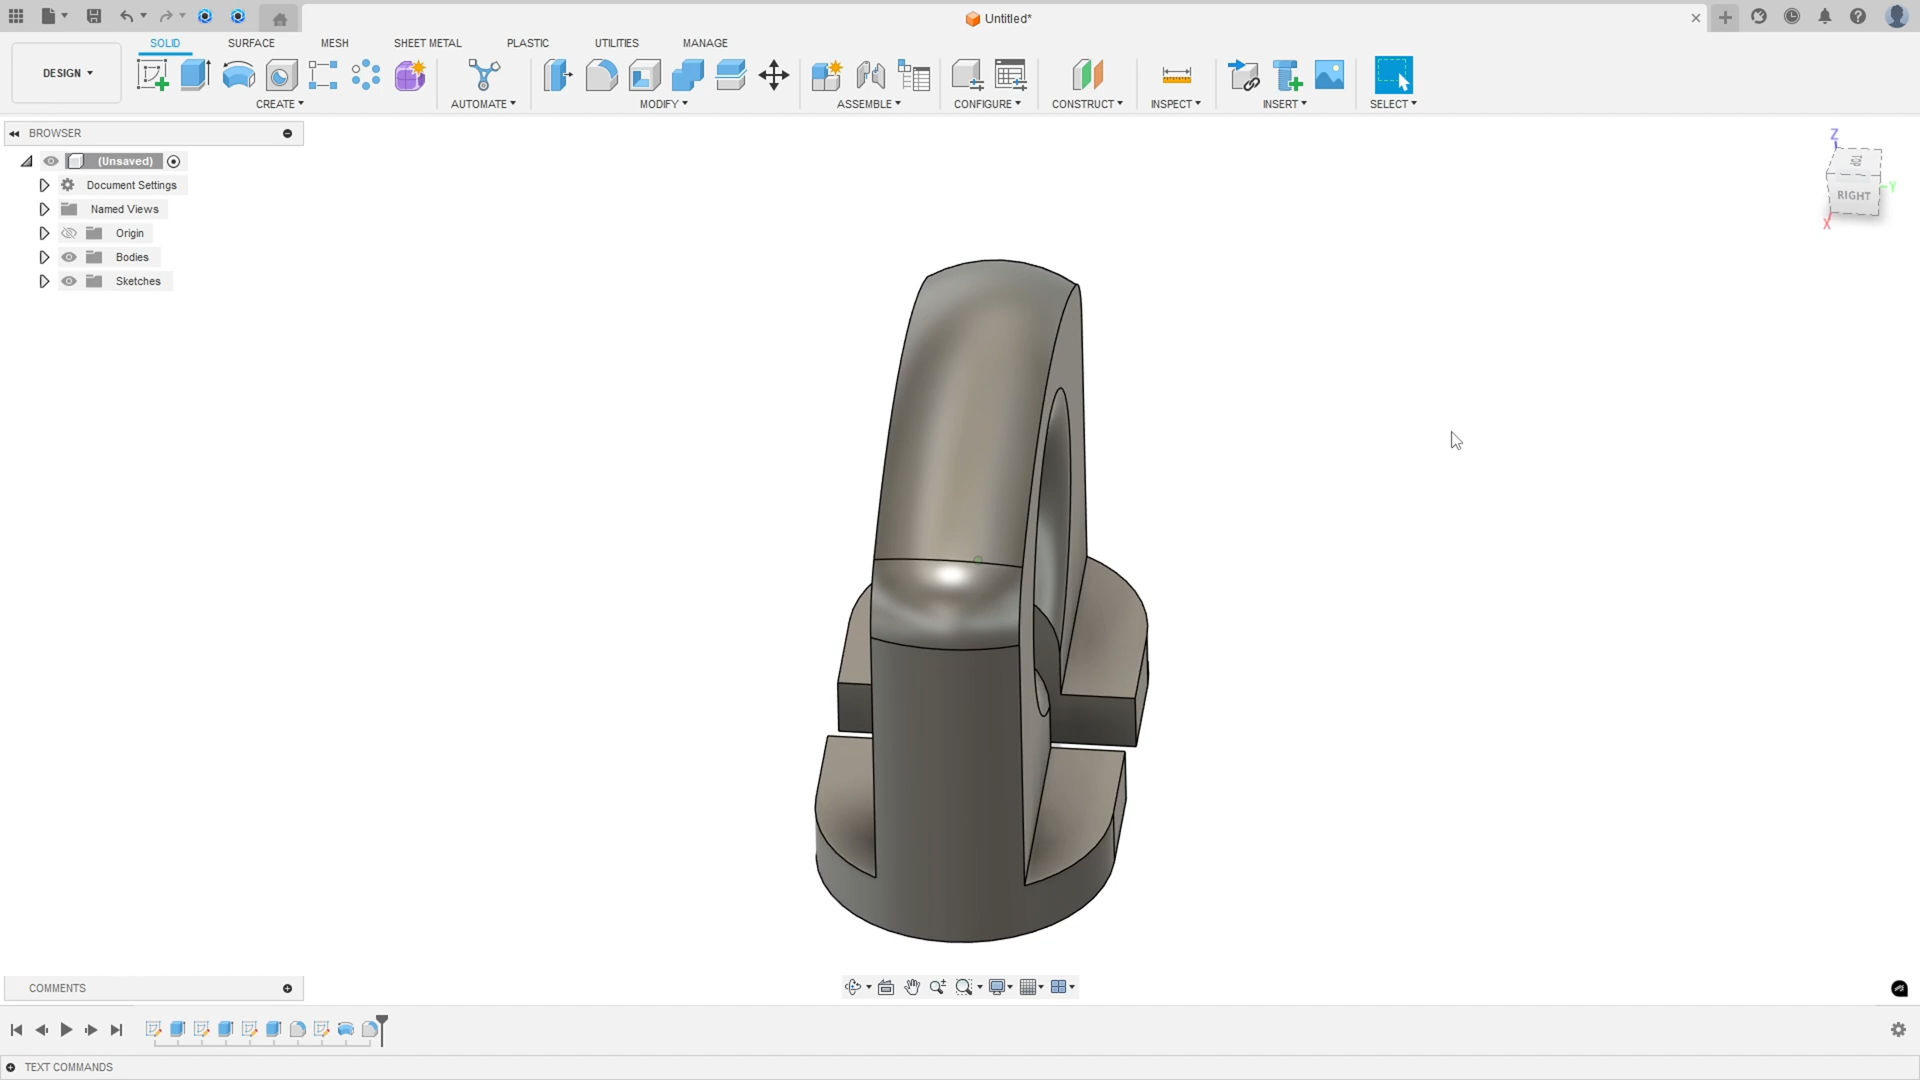 Untitled*
SOLID SURFACE MESH SHEET METAL PLASTIC UTILITIES MANAGE
DESIGN
CREATE AUTOMATE MODIFY ASSEMBLE CONFIGURE CONSTRUCT INSPECT INSERT SELECT
BROWSER
(Unsaved)
Document Settings
Named Views
Origin
Bodies
Sketches
Z
TOP
Y
RIGHT
X
COMMENTS
TEXT COMMANDS